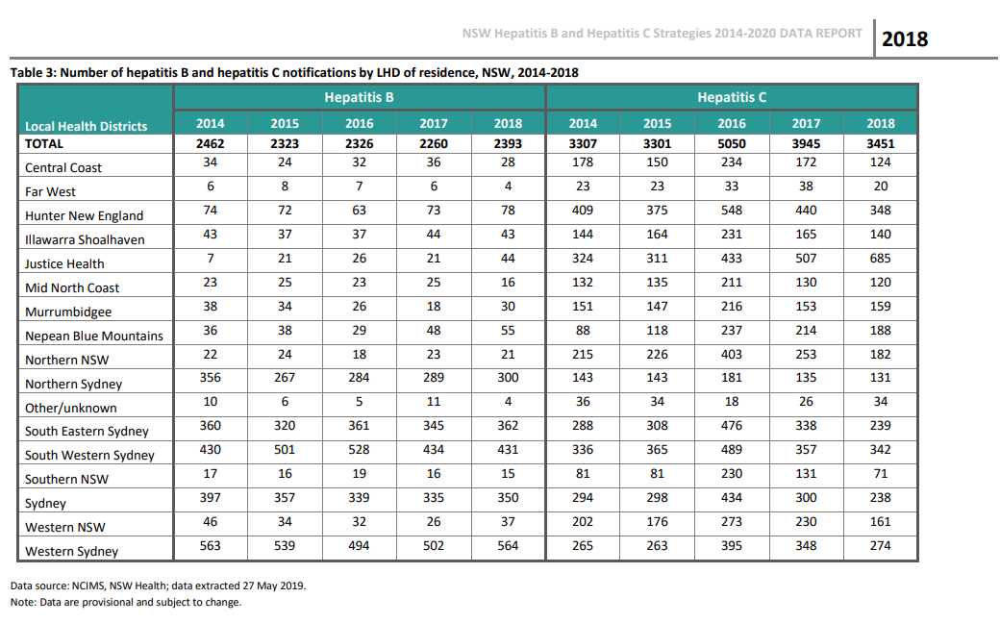 NSW Hepatitis B and Hepatitis C Strategies 2014-2020 DATA REPORT 2018
Table 3: Number of hepatitis B and hepatitis C notifications by LHD of residence, NSW, 2014-2018
Hepatitis B Hepatitis C
Local Health Districts 2014 2015 2016 2017 2018 2014 2015 2016 2017 2018
TOTAL 2462 2323 2326 2260 2393 3307 3301 5050 3945 3451
Central Coast 34 24 32 36 28 178 150 234 172 124
Far West 6 8 7 6 4 23 23 33 38 20
Hunter New England 74 72 63 73 78 409 375 548 440 348
Illawarra Shoalhaven 43 37 37 44 43 144 164 231 165 140
Justice Health 7 21 26 21 44 324 311 433 507 685
Mid North Coast 23 25 23 25 16 132 135 211 130 120
Murrumbidgee 38 34 26 18 30 151 147 216 153 159
Nepean Blue Mountains 36 38 29 48 55 88 118 237 214 188
Northern NSW 22 24 18 23 21 215 226 403 253 182
Northern Sydney 356 267 284 289 300 143 143 181 135 131
Other/unknown 10 6 5 11 4 36 34 18 26 34
South Eastern Sydney 360 320 361 345 362 288 308 476 338 239
South Western Sydney 430 501 528 434 431 336 365 489 357 342
Southern NSW 17 16 19 16 15 81 81 230 131 71
Sydney 397 357 339 335 350 294 298 434 300 238
Western NSW 46 34 32 26 37 202 176 273 230 161
Western Sydney 563 539 494 502 564 265 263 395 348 274
Data source: NCIMS, NSW Health; data extracted 27 May 2019.
Note: Data are provisional and subject to change.